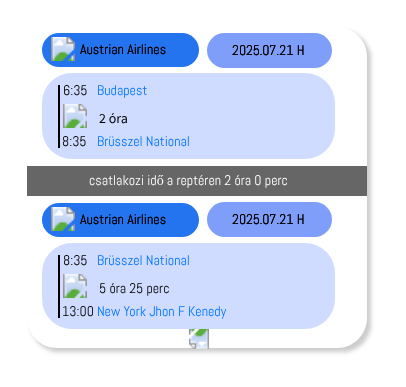 Austrian Airlines
2025.07.21 H
6:35 Budapest
2 óra
8:35 Brüsszel National
csatlakozi idő a reptéren 2 óra 0 perc
Austrian Airlines
2025.07.21 H
8:35 Brüsszel National
5 óra 25 perc
13:00 New York Jhon F Kenedy